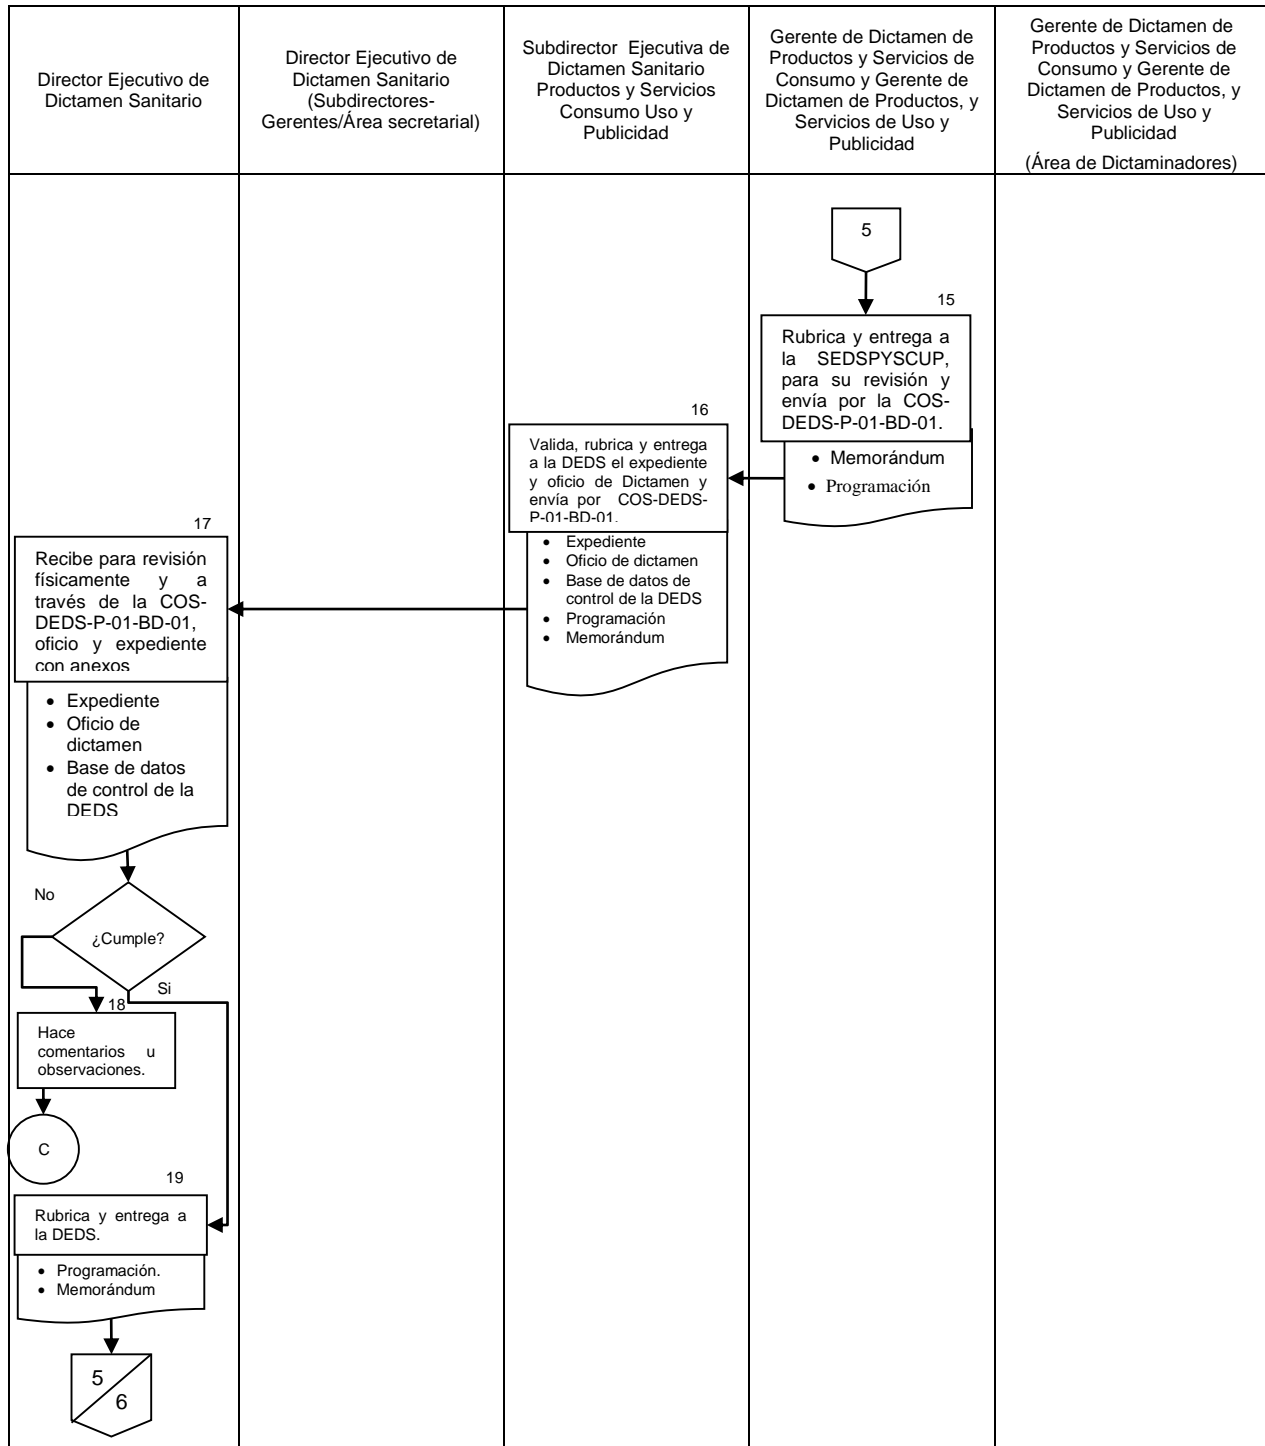 Director Ejecutivo de
Dictamen Sanitario
Director Ejecutivo de
Dictamen Sanitario
(Subdirectores-
Gerentes/Área secretarial)
Subdirector Ejecutiva de
Dictamen Sanitario
Productos y Servicios
Consumo Uso y
Publicidad
Gerente de Dictamen de
Productos y Servicios de
Consumo y Gerente de
Dictamen de Productos, y
Servicios de Uso y
Publicidad
Gerente de Dictamen de
Productos y Servicios de
Consumo y Gerente de
Dictamen de Productos, y
Servicios de Uso y
Publicidad
(Área de Dictaminadores)
5
15
Rubrica y entrega a
la SEDSPYSCUP,
para su revisión y
envía por la COS-
DEDS-P-01-BD-01.
• Memorándum
• Programación
16
Valida, rubrica y entrega
a la DEDS el expediente
y oficio de Dictamen y
envía por COS-DEDS-
P-01-BD-01.
• Expediente
• Oficio de dictamen
• Base de datos de
control de la DEDS
• Programación
• Memorándum
17
Recibe para revisión
físicamente y a
través de la COS-
DEDS-P-01-BD-01,
oficio y expediente
con anexos
• Expediente
• Oficio de
dictamen
• Base de datos
de control de la
DEDS
No
¿Cumple?
Si
18
Hace
comentarios u
observaciones.
C
19
Rubrica y entrega a
la DEDS.
• Programación.
• Memorándum
5
6